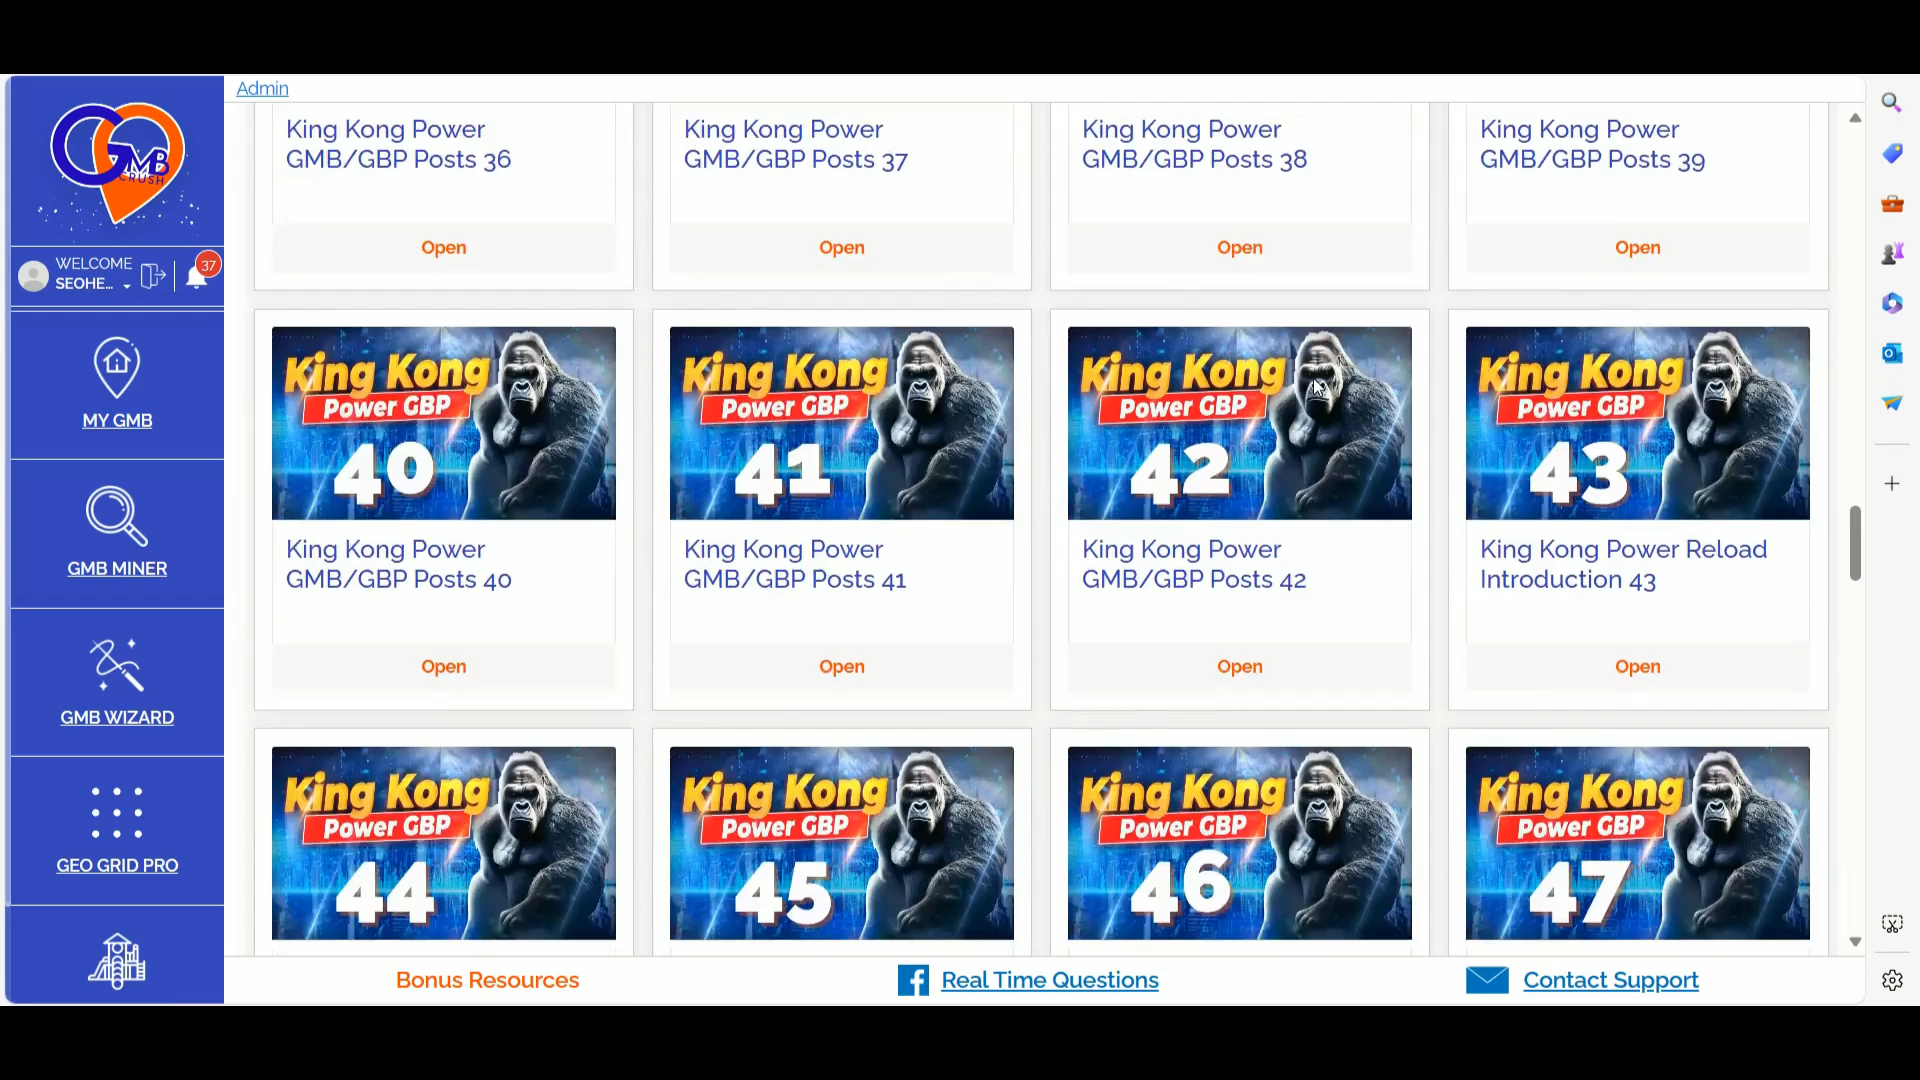 Admin
GMB
CRUSH
WELCOME
SEOHE...
37
MY GMB
GMB MINER
GMB WIZARD
GEO GRID PRO
King Kong Power
GMB/GBP Posts 36
Open
King Kong Power
GMB/GBP Posts 37
Open
King Kong Power
GMB/GBP Posts 38
Open
King Kong Power
GMB/GBP Posts 39
Open
King Kong
Power GBP
40
King Kong Power
GMB/GBP Posts 40
Open
King Kong
Power GBP
41
King Kong Power
GMB/GBP Posts 41
Open
King Kong
Power GBP
42
King Kong Power
GMB/GBP Posts 42
Open
King Kong
Power GBP
43
King Kong Power Reload
Introduction 43
Open
King Kong
Power GBP
44
King Kong
Power GBP
45
King Kong
Power GBP
46
King Kong
Power GBP
47
Bonus Resources
Real Time Questions
Contact Support